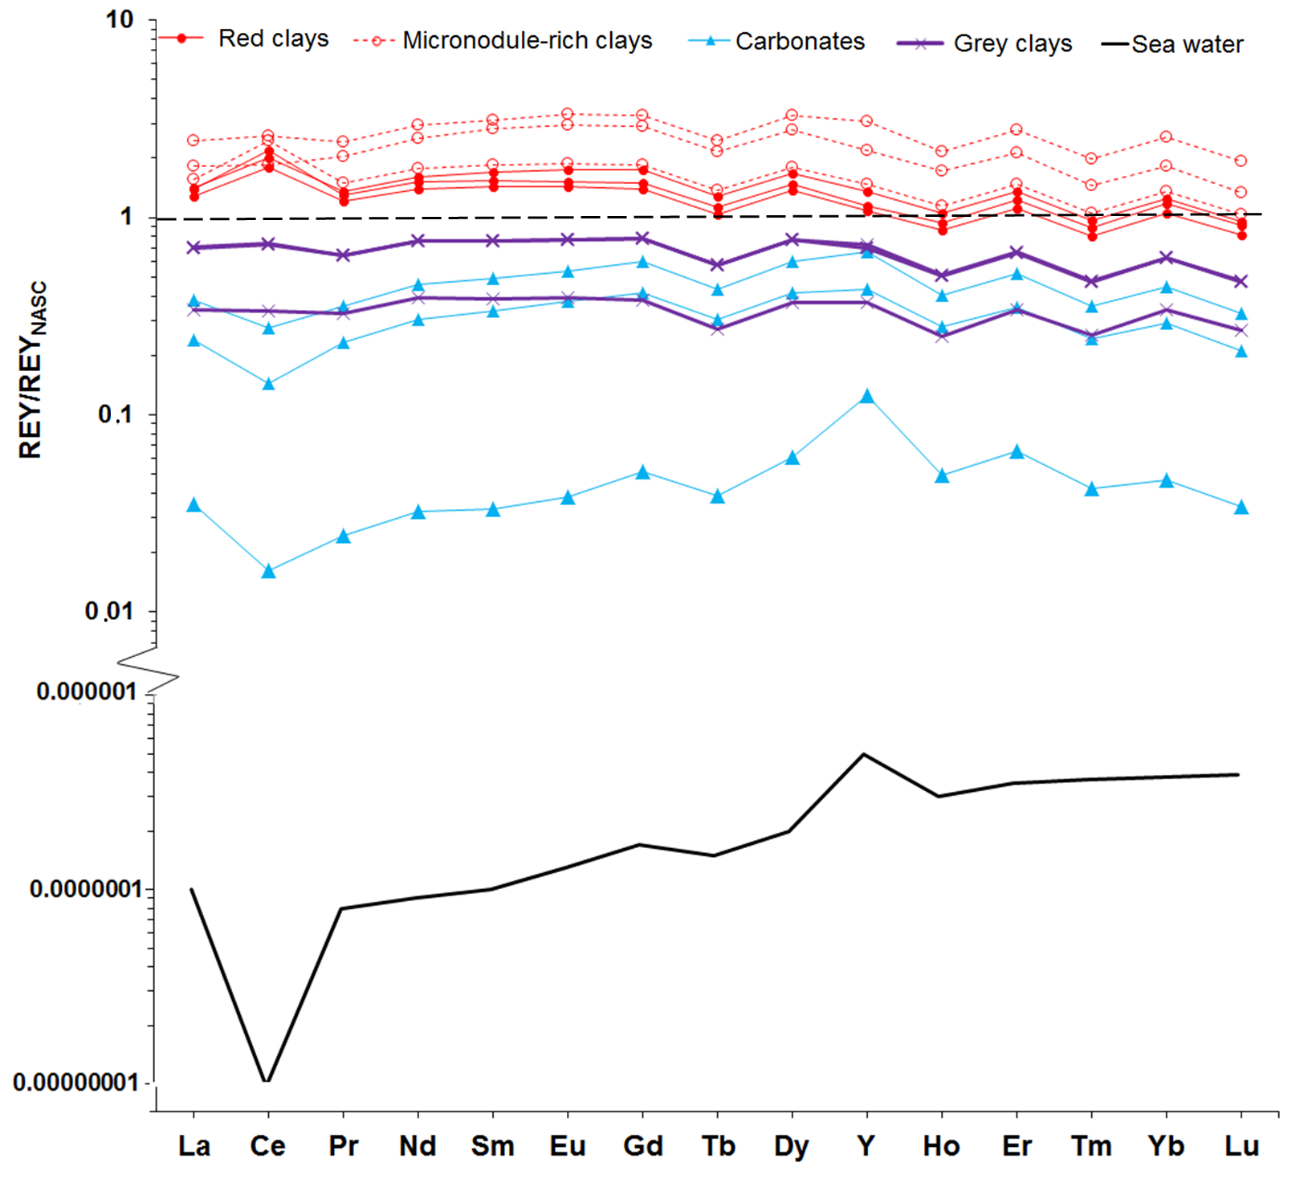 10
Red clays Micronodule-rich clays Carbonates Grey clays Sea water
1
REY/REYNASC
0.1
0.01
0.000001
0.0000001
0.00000001
La Ce Pr Nd Sm Eu Gd Tb Dy Y Ho Er Tm Yb Lu